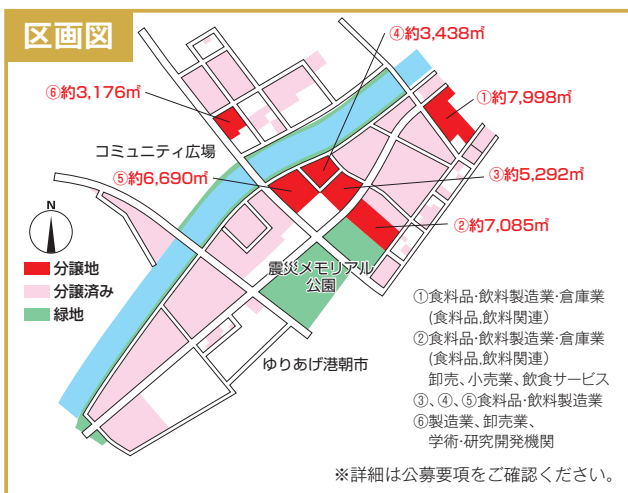 区画図
④約3,438㎡
⑥約3,176㎡
①約7,998㎡
コミュニティ広場
⑤約6,690㎡
③約5,292㎡
②約7,085㎡
N
分譲地
分譲済み
緑地
震災メモリアル
公園
ゆりあげ港朝市
①食料品・飲料製造業・倉庫業
(食料品,飲料関連)
②食料品・飲料製造業・倉庫業
(食料品,飲料関連)
卸売、小売業、飲食サービス
③、④、⑤食料品・飲料製造業
⑥製造業、卸売業、
学術・研究開発機関
※詳細は公募要項をご確認ください。